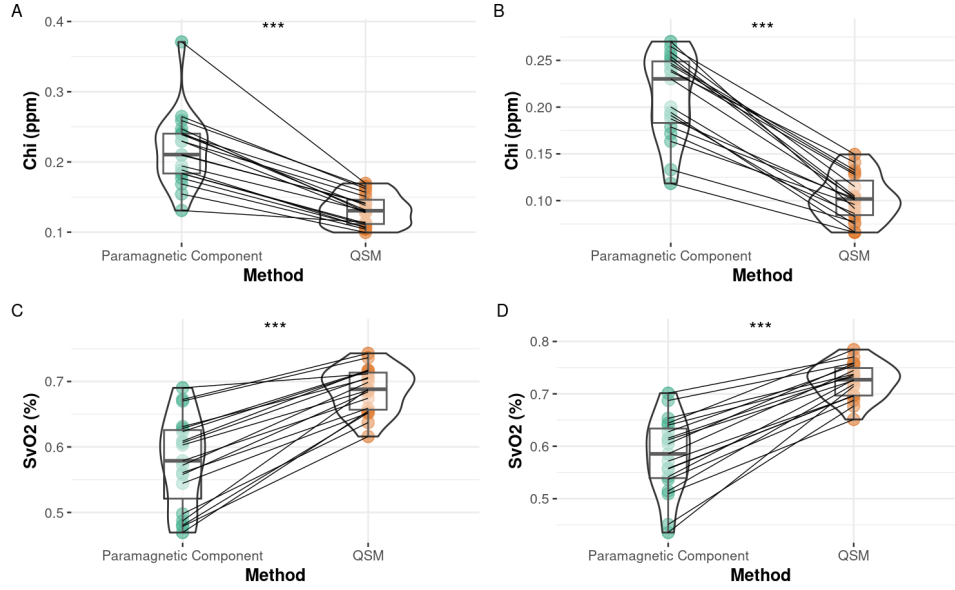 A
***
0.4
0.3
0.2
0.1
Chi (ppm)
Paramagnetic Component
QSM
Method
B
***
0.25
0.20
0.15
0.10
Chi (ppm)
Paramagnetic Component
QSM
Method
C
***
0.7
0.6
0.5
SvO2 (%)
Paramagnetic Component
QSM
Method
D
***
0.8
0.7
0.6
0.5
SvO2 (%)
Paramagnetic Component
QSM
Method